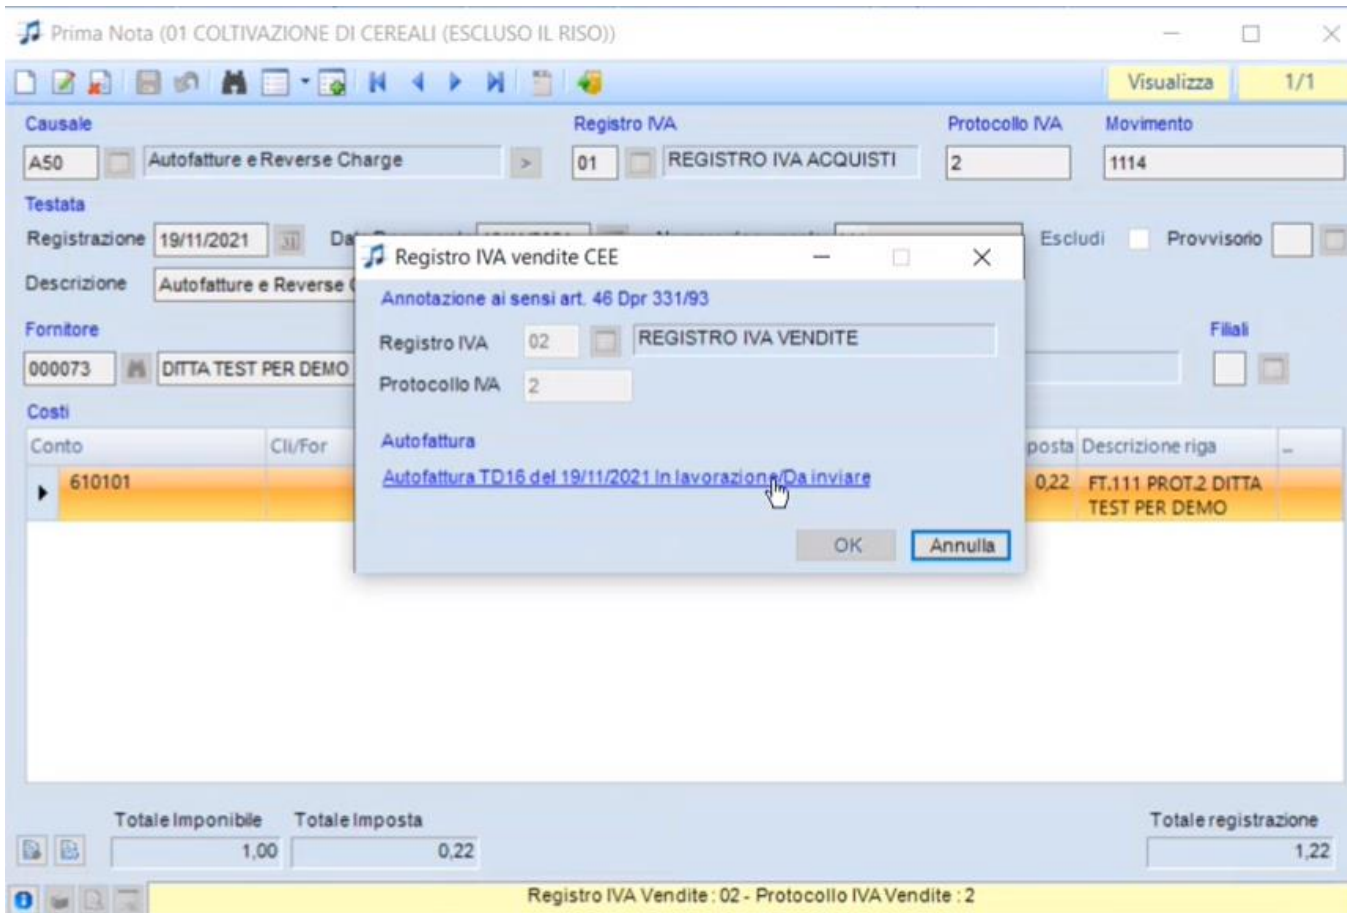 Prima Nota (01 COLTIVAZIONE DI CEREALI (ESCLUSO IL RISO))
Visualizza 1/1
Causale Registro IVA Protocollo IVA Movimento
A50 Autofatture e Reverse Charge > 01 REGISTRO IVA ACQUISTI 2 1114
Testata
Registrazione 19/11/2021 31 Escludi Provvisorio
Registro IVA vendite CEE
Descrizione Autofatture e Reverse
Annotazione ai sensi art. 46 Dpr 331/93
Fornitore Filiali
Registro IVA 02 REGISTRO IVA VENDITE
000073 DITTA TEST PER DEMO
Protocollo IVA 2
Costi
Conto Cli/For posta Descrizione riga
Autofattura
610101 0,22 FT.111 PROT.2 DITTA
TEST PER DEMO
Autofattura TD16 del 19/11/2021 In lavorazione/Da inviare
OK Annulla
Totale Imponibile Totale Imposta Totale registrazione
1,00 0,22 1,22
Registro IVA Vendite : 02 - Protocollo IVA Vendite : 2